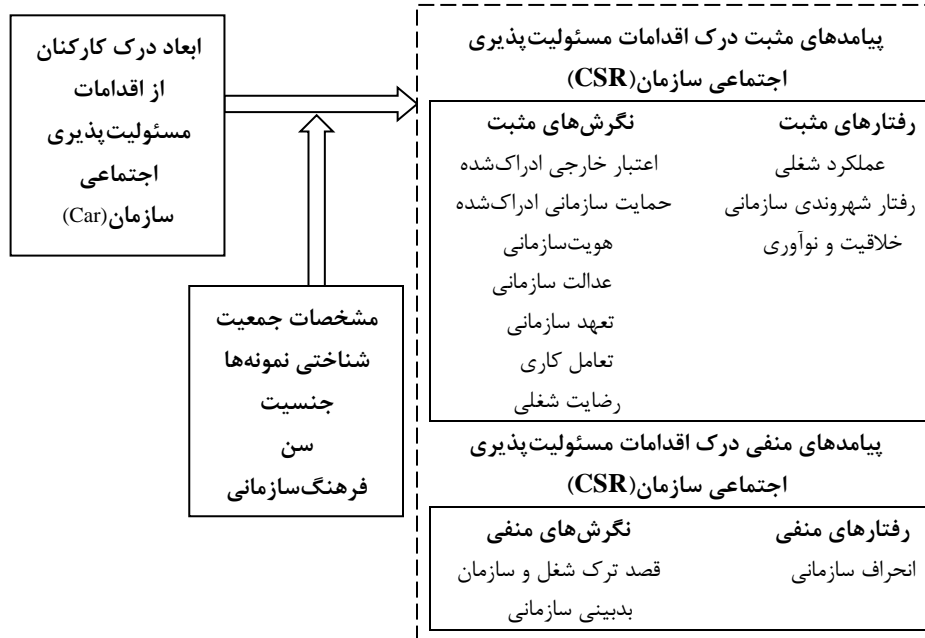 ابعاد درک کارکنان
از اقدامات
مسئولیت‌پذیری
اجتماعی
سازمان(Car)
مشخصات جمعیت
شناختی نمونه‌ها
جنسیت
سن
فرهنگ‌سازمانی
پیامدهای مثبت درک اقدامات مسئولیت‌پذیری
اجتماعی سازمان(CSR)
رفتارهای مثبت
عملکرد شغلی
رفتار شهروندی سازمانی
خلاقیت و نوآوری
نگرش‌های مثبت
اعتبار خارجی ادراک‌شده
حمایت سازمانی ادراک‌شده
هویت‌سازمانی
عدالت سازمانی
تعهد سازمانی
تعامل کاری
رضایت شغلی
پیامدهای منفی درک اقدامات مسئولیت‌پذیری
اجتماعی سازمان(CSR)
رفتارهای منفی
انحراف سازمانی
نگرش‌های منفی
قصد ترک شغل و سازمان
بدبینی سازمانی